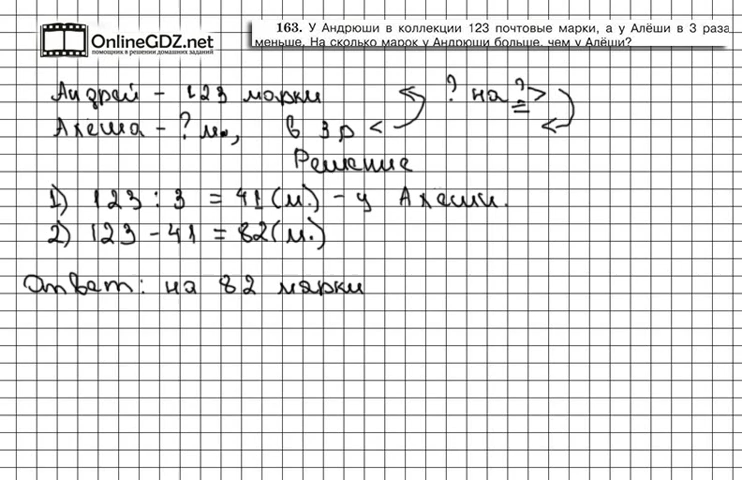 OnlineGDZ.net
помощник в решении домашних заданий
163. У Андрюши в коллекции 123 почтовые марки, а у Алёши в 3 раза
меньше. На сколько марок у Андрюши больше, чем у Алёши?
Андрей - 123 марки ? на ? >
Алёша - ? м., в 3 р <
Решение
1) 123 : 3 = 41 (м.) - у Алеши.
2) 123 - 41 = 82 (м.)
Ответ: на 82 марки